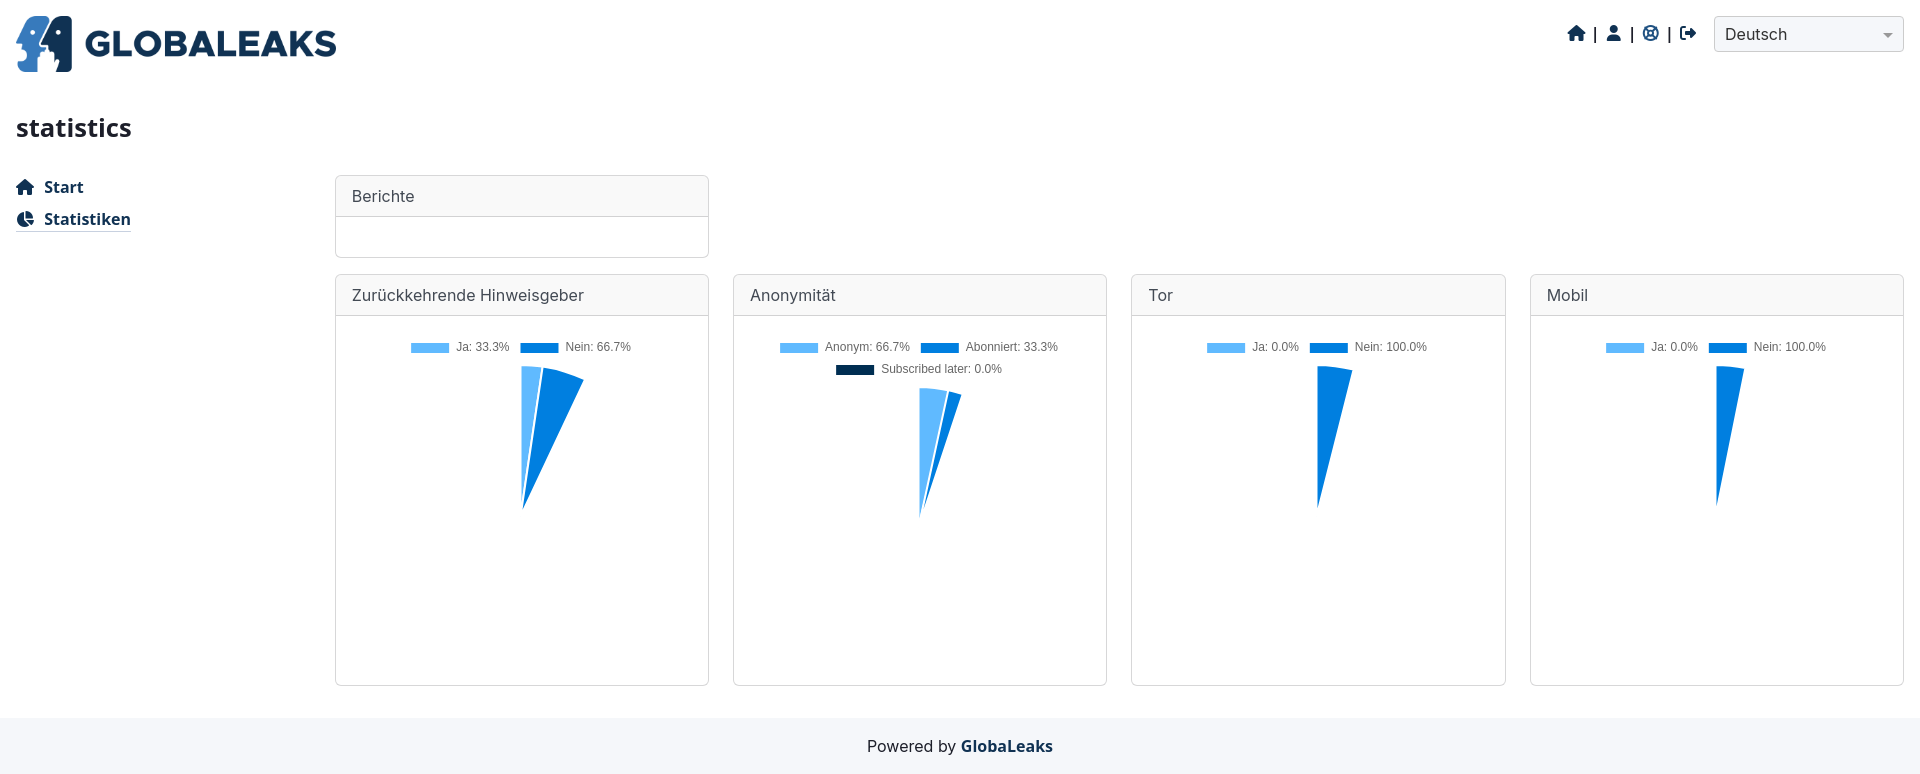 GLOBALEAKS
| | | Deutsch
statistics
Start
Statistiken
Berichte
Zurückkehrende Hinweisgeber
Ja: 33.3% Nein: 66.7%
Anonymität
Anonym: 66.7% Abonniert: 33.3%
Subscribed later: 0.0%
Tor
Ja: 0.0% Nein: 100.0%
Mobil
Ja: 0.0% Nein: 100.0%
Powered by GlobaLeaks